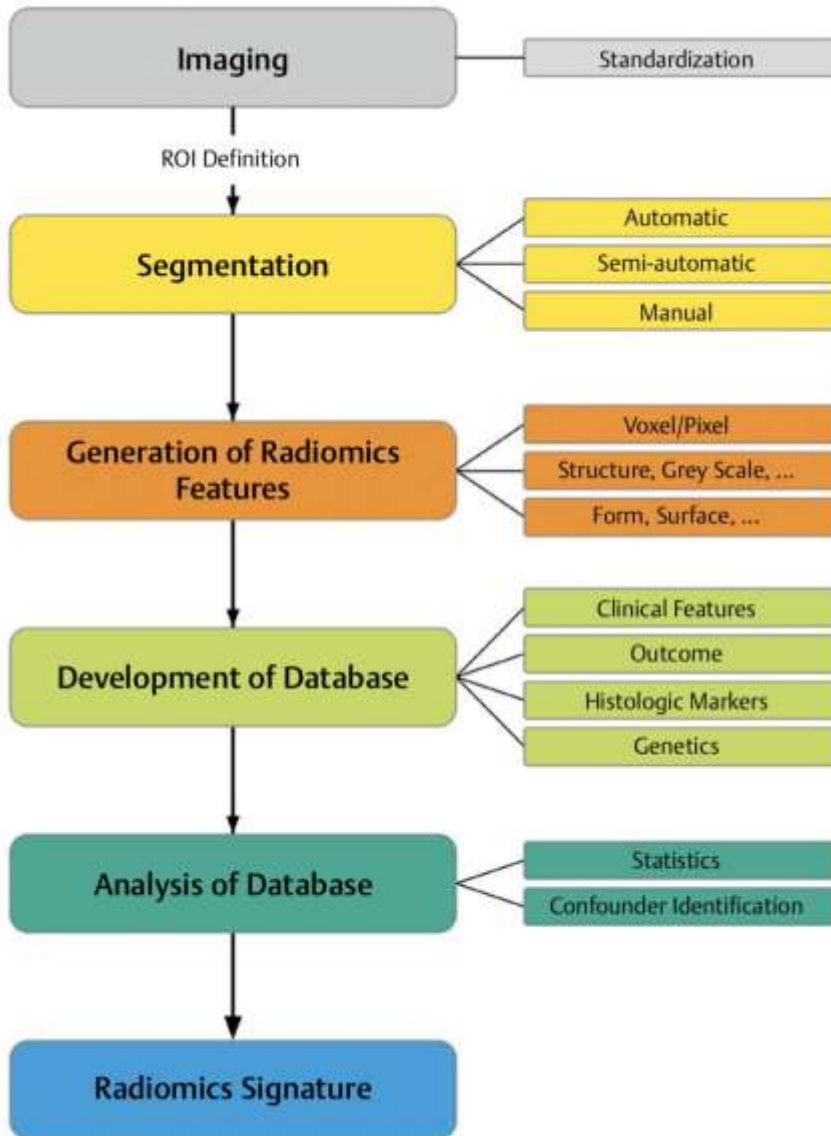 Imaging
Standardization
ROI Definition
Segmentation
Automatic
Semi-automatic
Manual
Generation of Radiomics
Features
Voxel/Pixel
Structure, Grey Scale, ...
Form, Surface, ...
Development of Database
Clinical Features
Outcome
Histologic Markers
Genetics
Analysis of Database
Statistics
Confounder Identification
Radiomics Signature